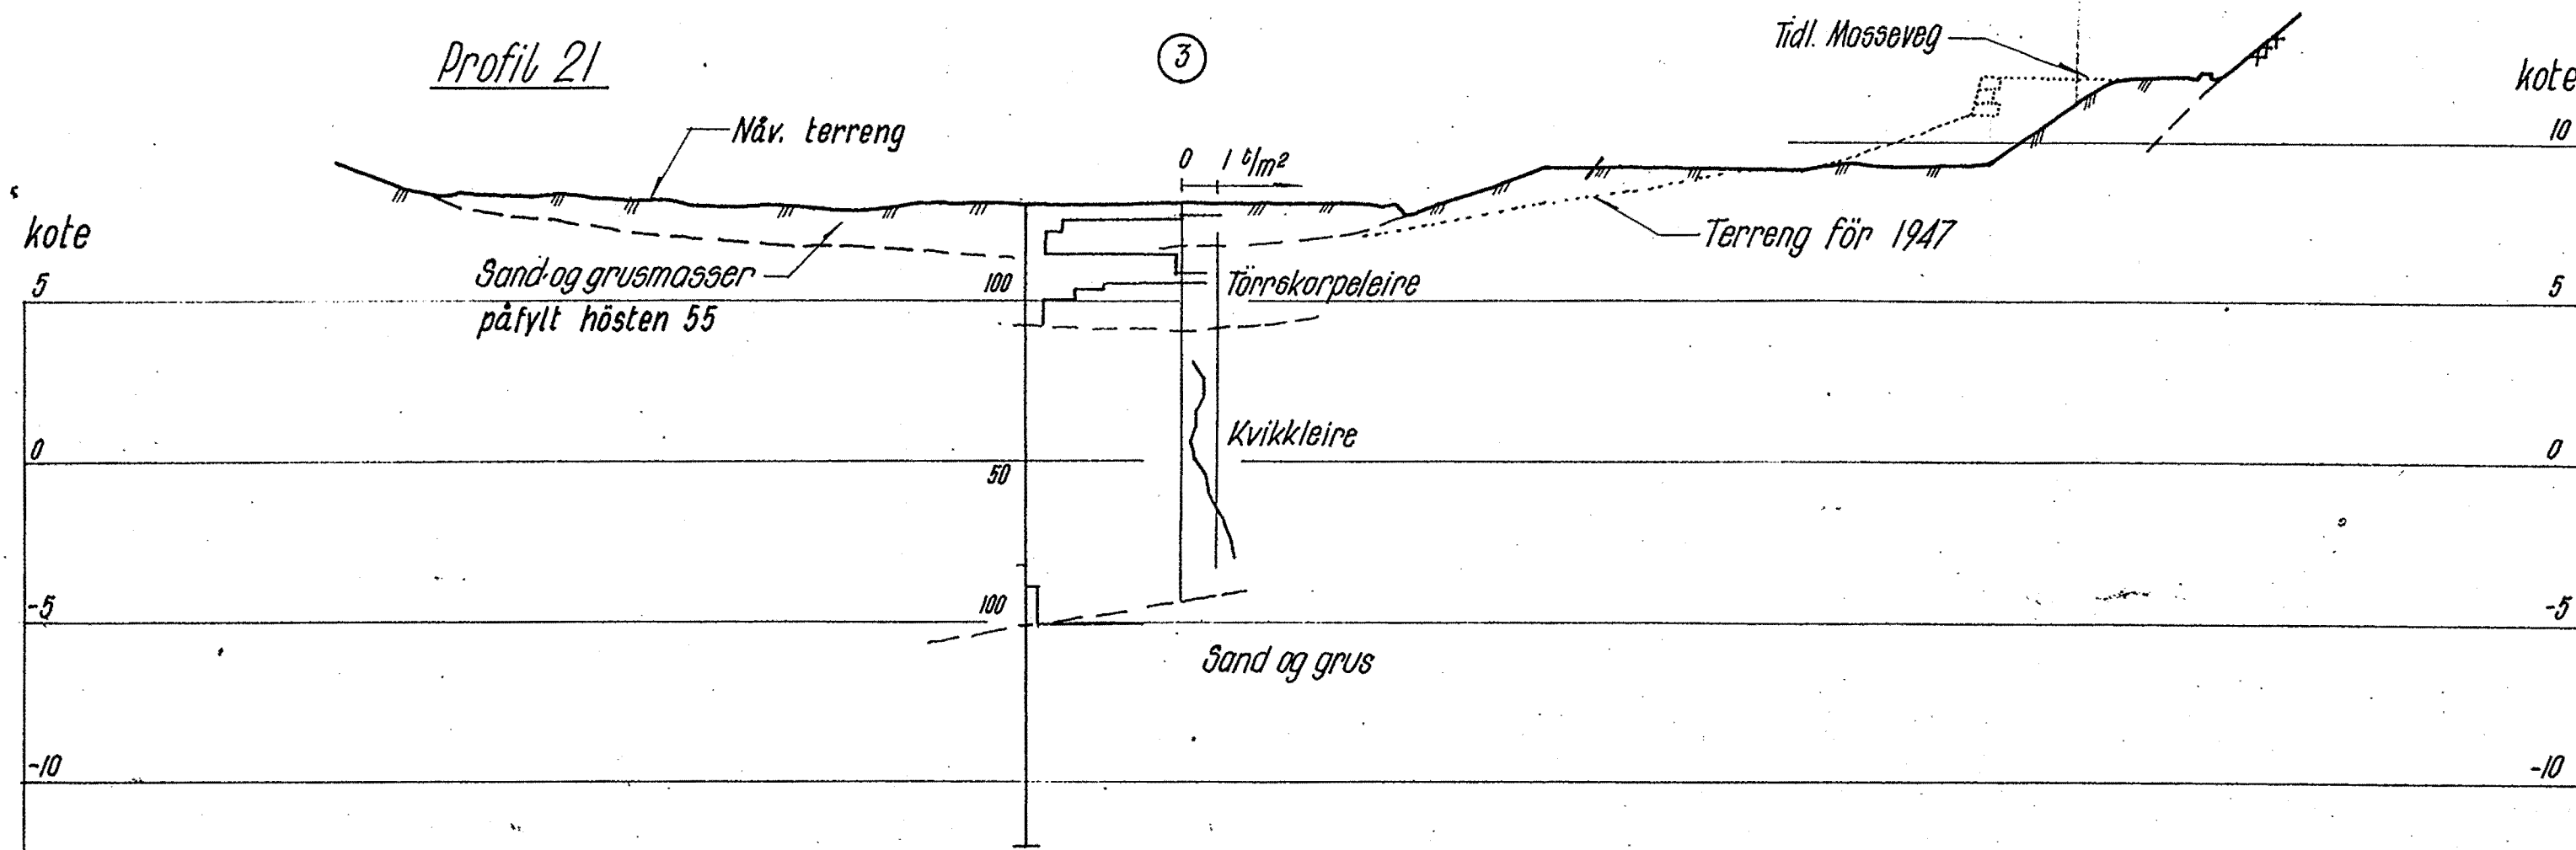 Profil 21
3
Tidl. Mosseveg
kote
10
Nåv. terreng
0 1 t/m²
kote
Terreng för 1947
Sand og grusmasser
påfylt hösten 55
5
100
Törrskorpeleire
5
Kvikkleire
0
50
0
-5
100
-5
Sand og grus
-10
-10